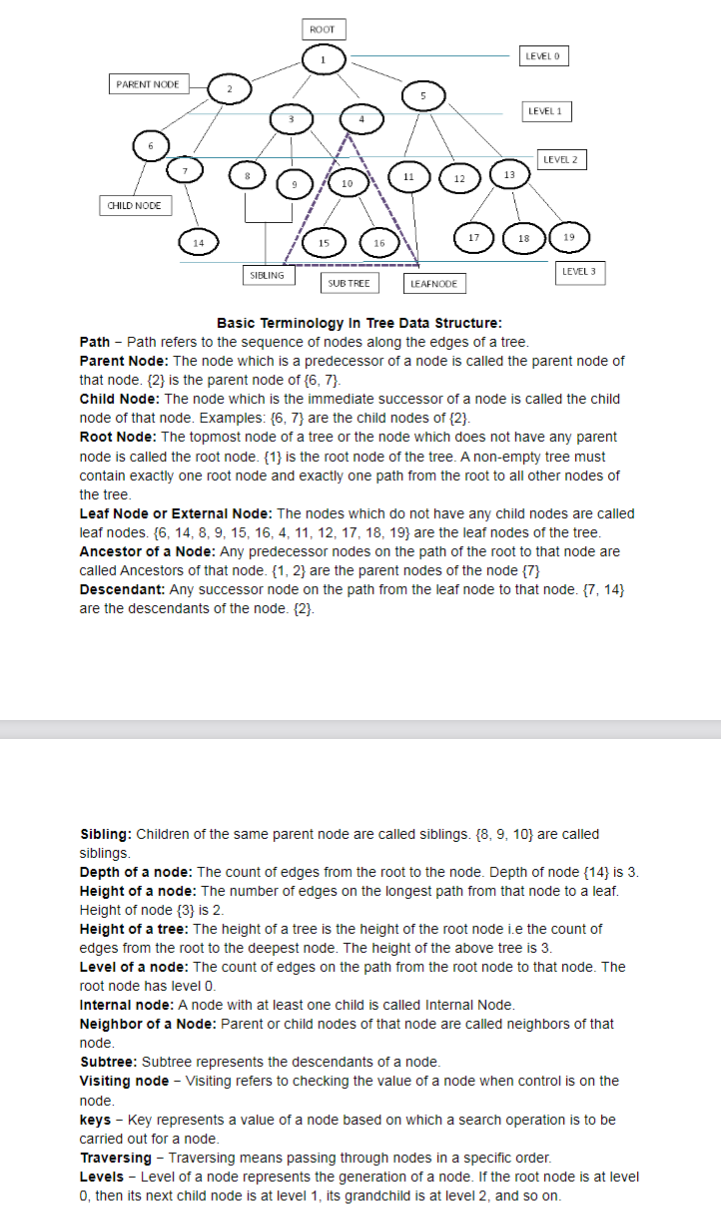 ROOT
1
LEVEL 0
PARENT NODE
2
5
LEVEL 1
3
4
6
LEVEL 2
7
8
9
10
11
12
13
CHILD NODE
14
15
16
17
18
19
SIBLING
SUB TREE
LEAFNODE
LEVEL 3
Basic Terminology In Tree Data Structure:
Path – Path refers to the sequence of nodes along the edges of a tree.
Parent Node: The node which is a predecessor of a node is called the parent node of
that node. {2} is the parent node of {6, 7}.
Child Node: The node which is the immediate successor of a node is called the child
node of that node. Examples: {6, 7} are the child nodes of {2}.
Root Node: The topmost node of a tree or the node which does not have any parent
node is called the root node. {1} is the root node of the tree. A non-empty tree must
contain exactly one root node and exactly one path from the root to all other nodes of
the tree.
Leaf Node or External Node: The nodes which do not have any child nodes are called
leaf nodes. {6, 14, 8, 9, 15, 16, 4, 11, 12, 17, 18, 19} are the leaf nodes of the tree.
Ancestor of a Node: Any predecessor nodes on the path of the root to that node are
called Ancestors of that node. {1, 2} are the parent nodes of the node {7}
Descendant: Any successor node on the path from the leaf node to that node. {7, 14}
are the descendants of the node. {2}.
Sibling: Children of the same parent node are called siblings. {8, 9, 10} are called
siblings.
Depth of a node: The count of edges from the root to the node. Depth of node {14} is 3.
Height of a node: The number of edges on the longest path from that node to a leaf.
Height of node {3} is 2.
Height of a tree: The height of a tree is the height of the root node i.e the count of
edges from the root to the deepest node. The height of the above tree is 3.
Level of a node: The count of edges on the path from the root node to that node. The
root node has level 0.
Internal node: A node with at least one child is called Internal Node.
Neighbor of a Node: Parent or child nodes of that node are called neighbors of that
node.
Subtree: Subtree represents the descendants of a node.
Visiting node – Visiting refers to checking the value of a node when control is on the
node.
keys – Key represents a value of a node based on which a search operation is to be
carried out for a node.
Traversing – Traversing means passing through nodes in a specific order.
Levels – Level of a node represents the generation of a node. If the root node is at level
0, then its next child node is at level 1, its grandchild is at level 2, and so on.